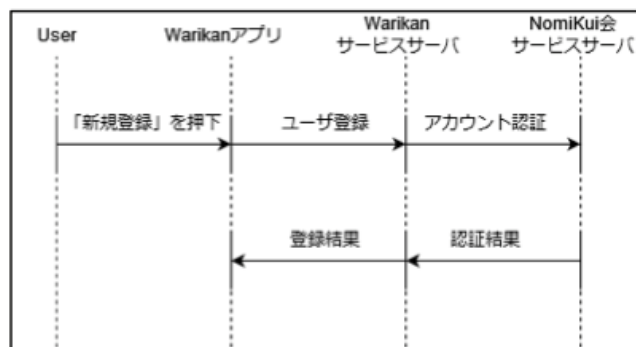 User
Warikanアプリ
Warikan
サービスサーバ
NomiKui会
サービスサーバ
「新規登録」を押下
ユーザ登録
アカウント認証
登録結果
認証結果